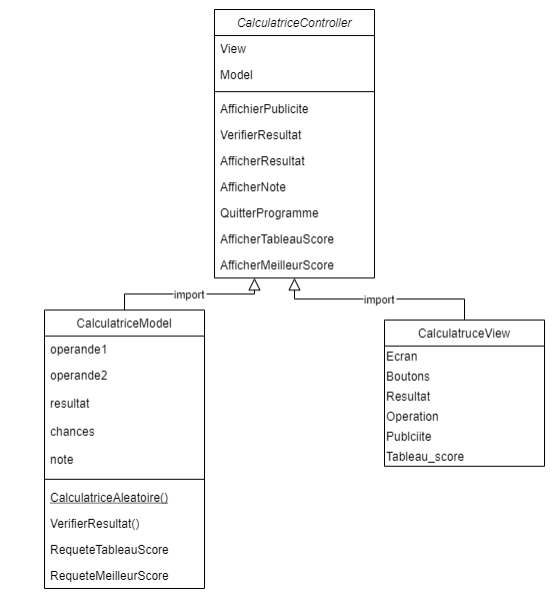 CalculatriceController
View
Model
AffichierPublicite
VerifierResultat
AfficherResultat
AfficherNote
QuitterProgramme
AfficherTableauScore
AfficherMeilleurScore
import
import
CalculatriceModel
operande1
operande2
resultat
chances
note
CalculatriceAleatoire()
VerifierResultat()
RequeteTableauScore
RequeteMeilleurScore
CalculatruceView
Ecran
Boutons
Resultat
Operation
Publciite
Tableau_score